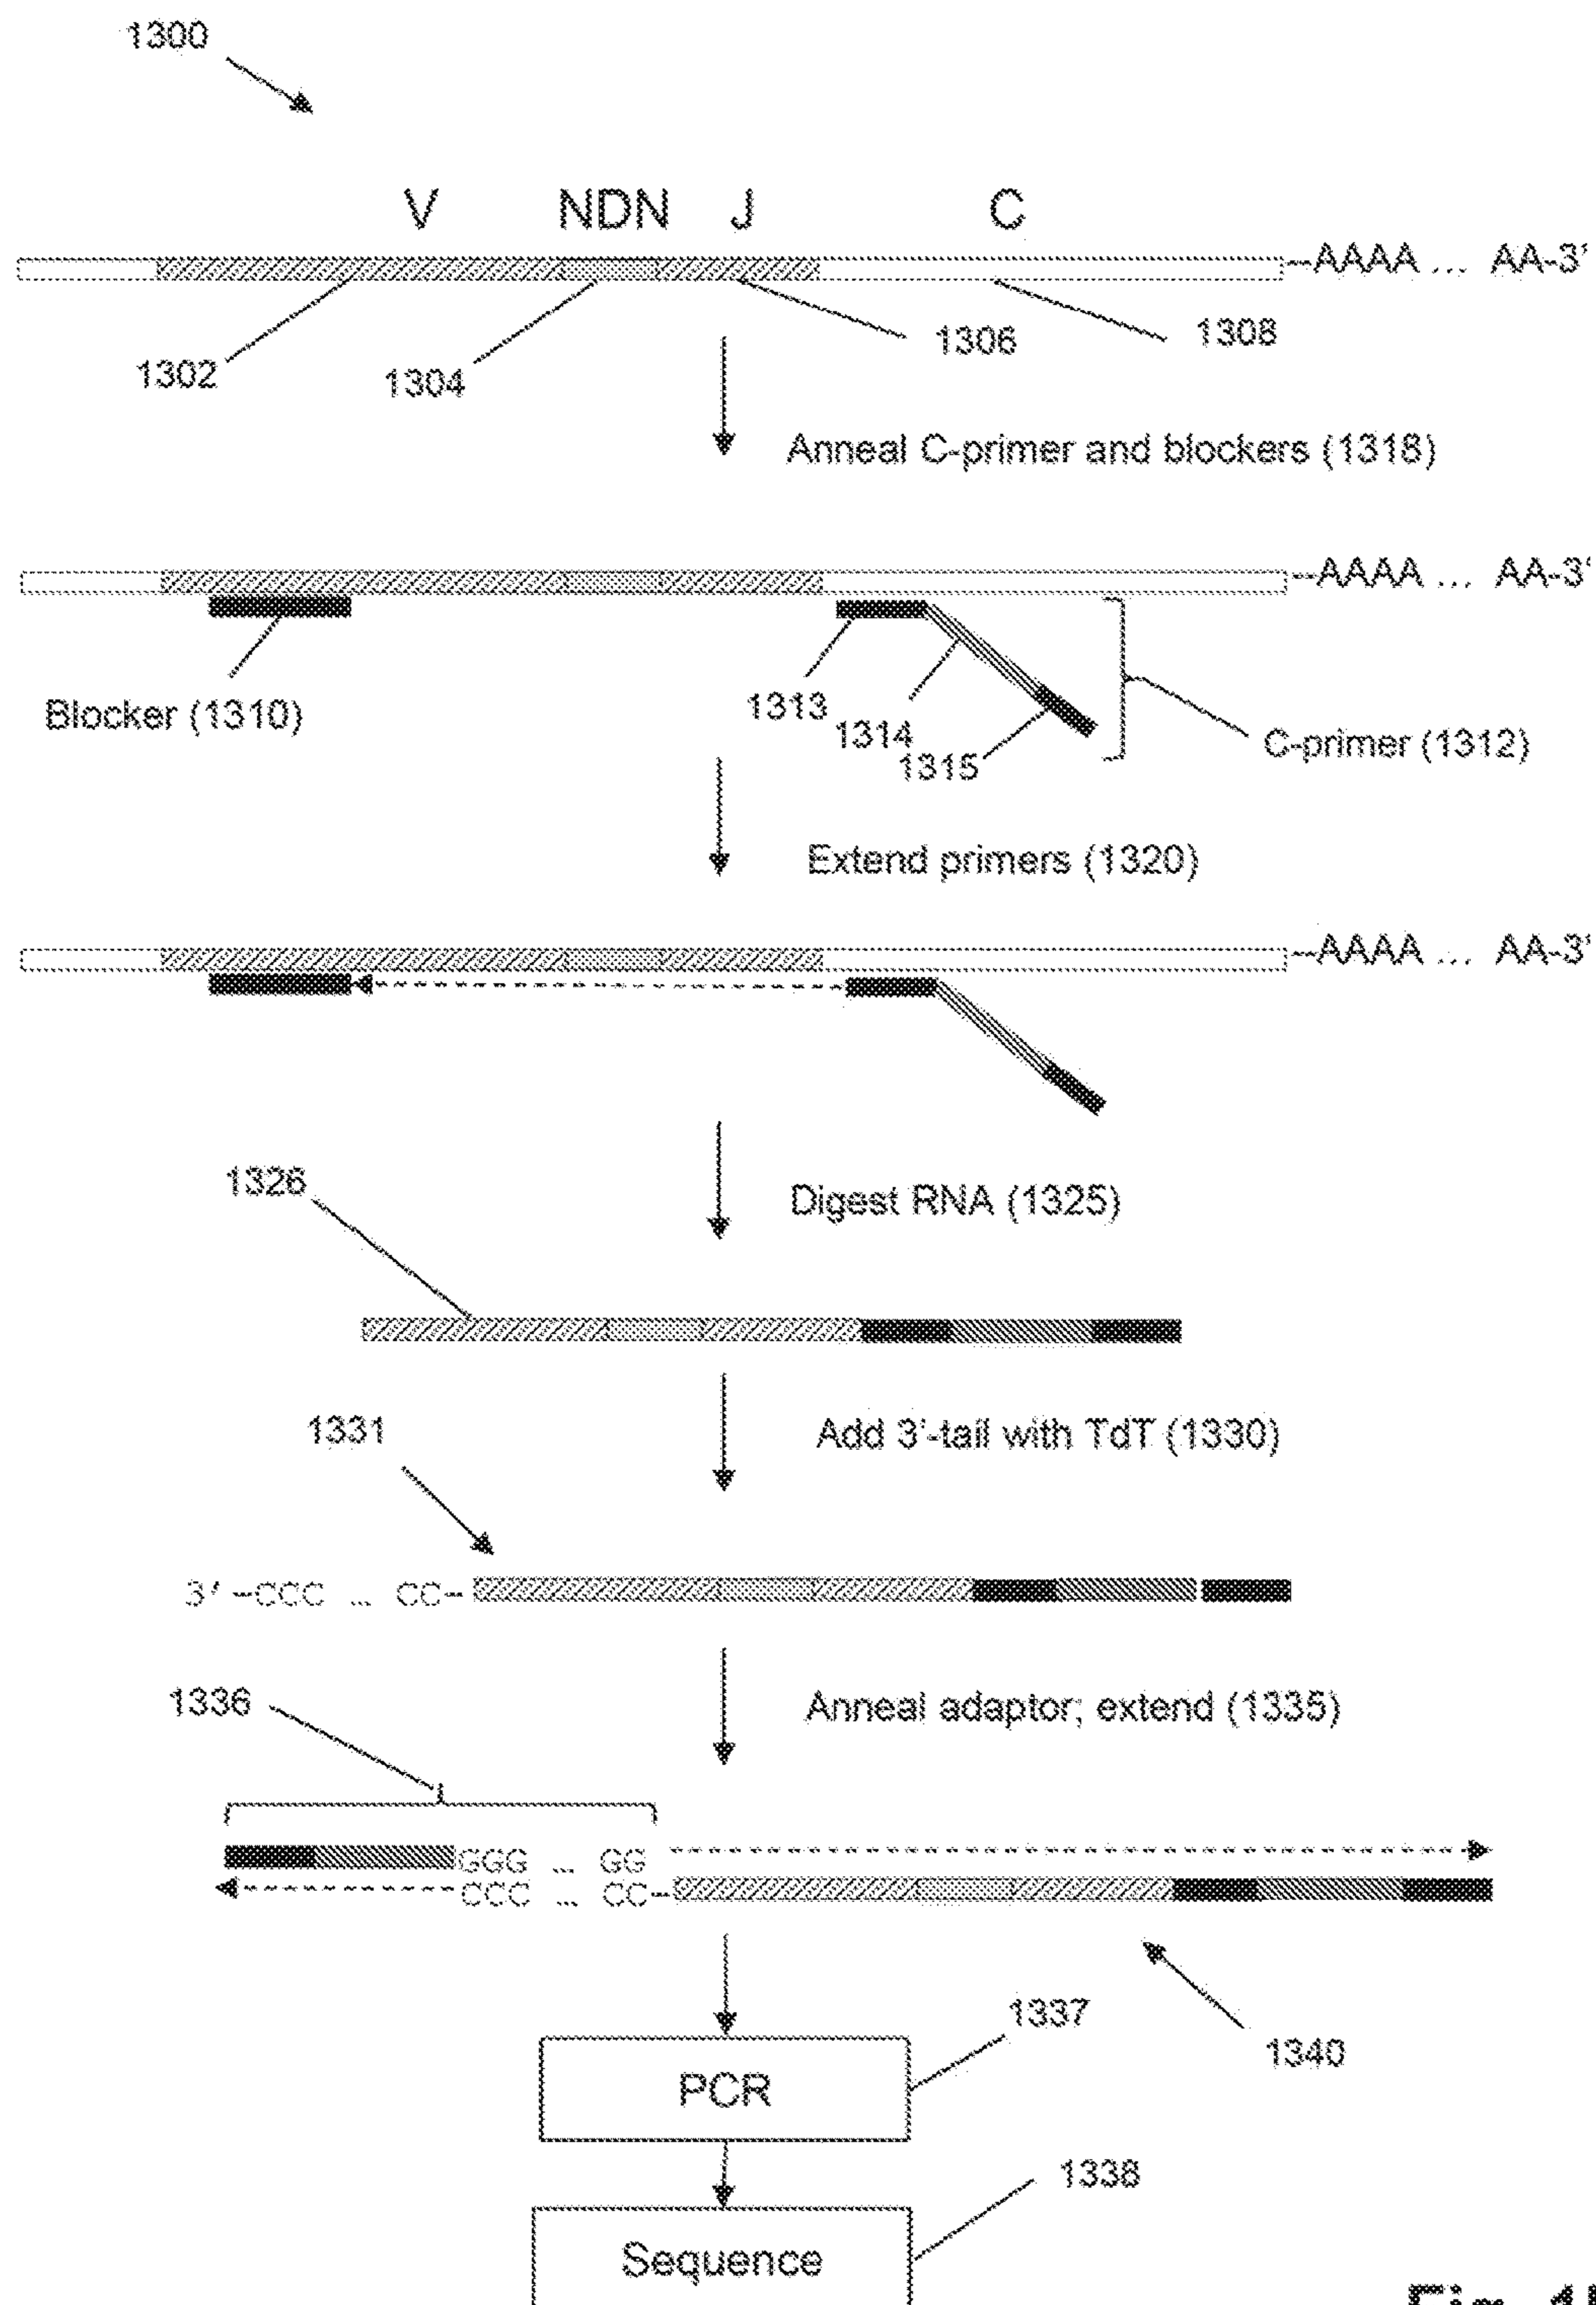 1300
V NDN J C
--AAAA ... AA-3'
1302 1304 1306 1308
Anneal C-primer and blockers (1318)
--AAAA ... AA-3'
Blocker (1310)
1313
1314
1315
C-primer (1312)
Extend primers (1320)
--AAAA ... AA-3'
1326
Digest RNA (1325)
1331
Add 3'-tail with TdT (1330)
3' --CCC ... CC--
1336
Anneal adaptor; extend (1335)
GGG ... GG
CCC ... CC--
1340
PCR
1337
Sequence
1338